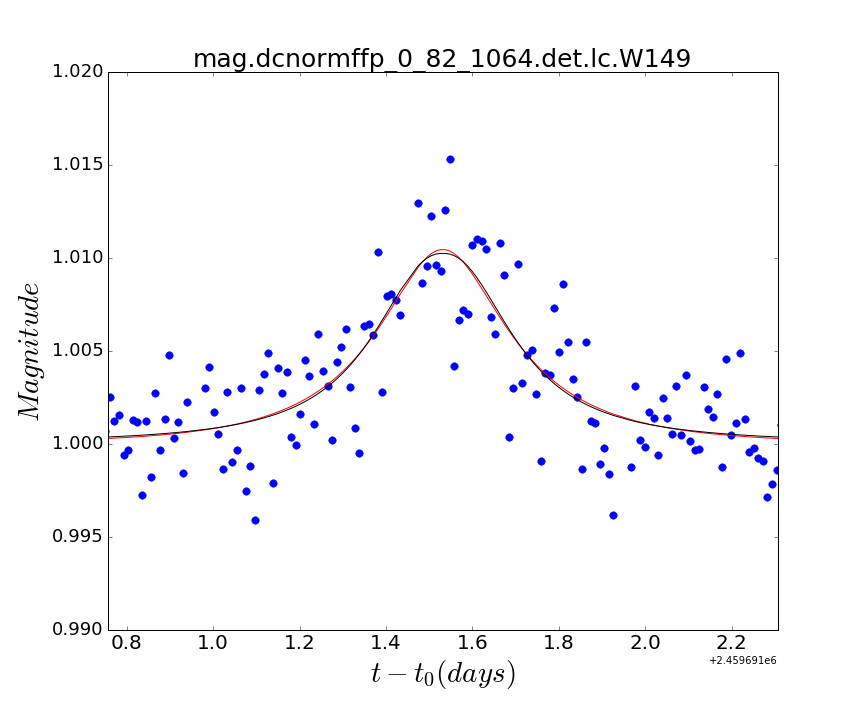 mag.dcnormffp_0_82_1064.det.lc.W149
1.020
1.015
1.010
1.005
1.000
0.995
0.990
Magnitude
0.8 1.0 1.2 1.4 1.6 1.8 2.0 2.2
+2.459691e6
t − t₀(days)